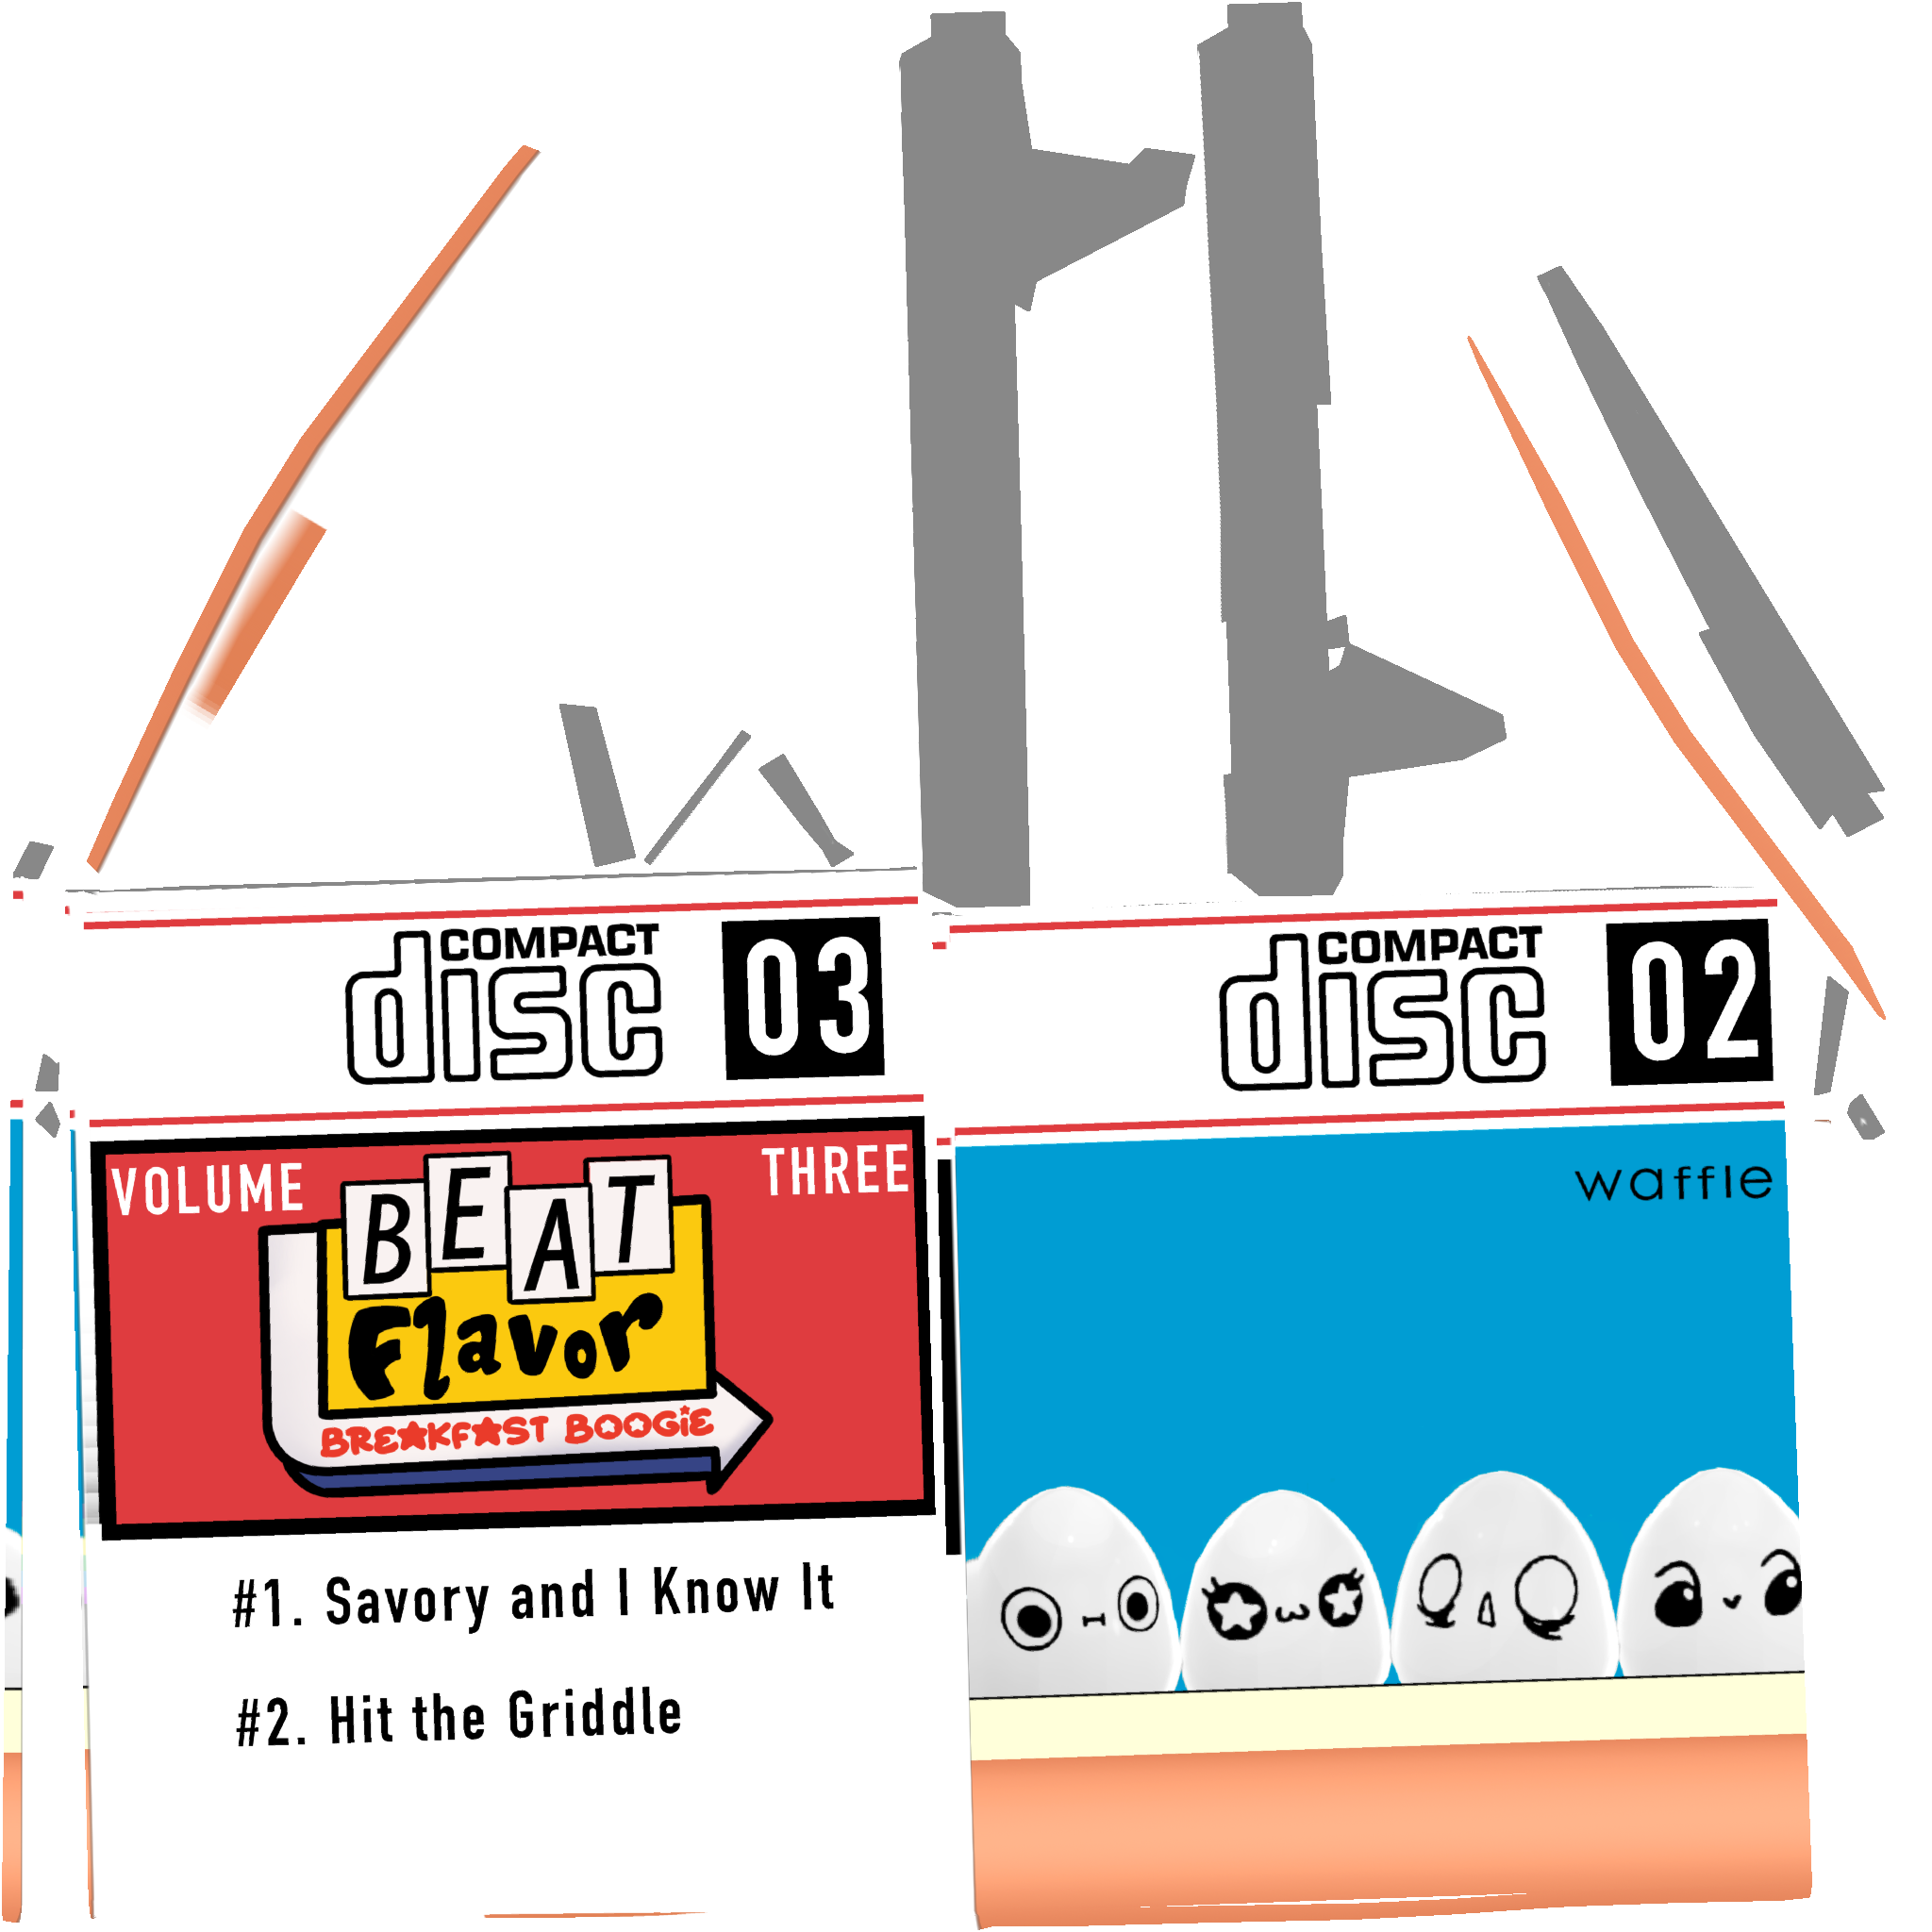 COMPACT
disc
03
VOLUME
THREE
BEAT
Flavor
BREAKFAST BOOGiE
#1. Savory and I Know It
#2. Hit the Griddle
COMPACT
disc
02
waffle